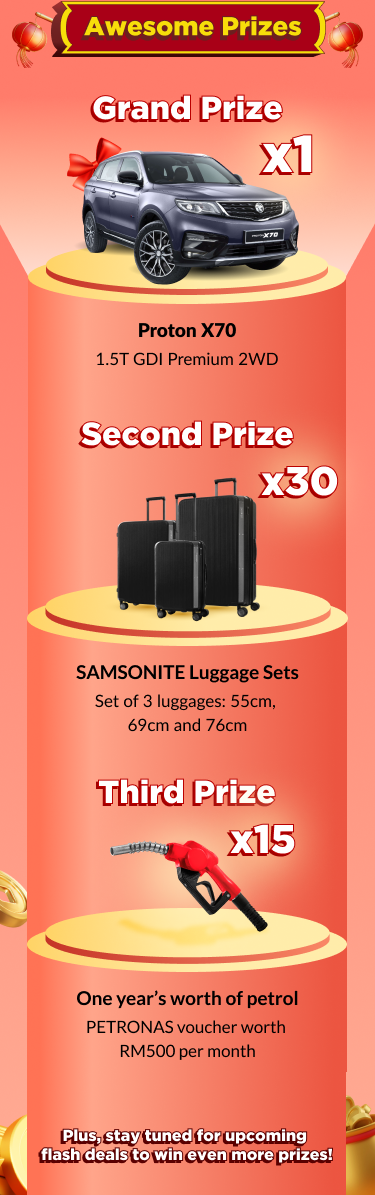 Awesome Prizes
Grand Prize
x1
PROTON X70
Proton X70
1.5T GDI Premium 2WD
Second Prize
x30
SAMSONITE Luggage Sets
Set of 3 luggages: 55cm,
69cm and 76cm
Third Prize
x15
One year's worth of petrol
PETRONAS voucher worth
RM500 per month
Plus, stay tuned for upcoming
flash deals to win even more prizes!